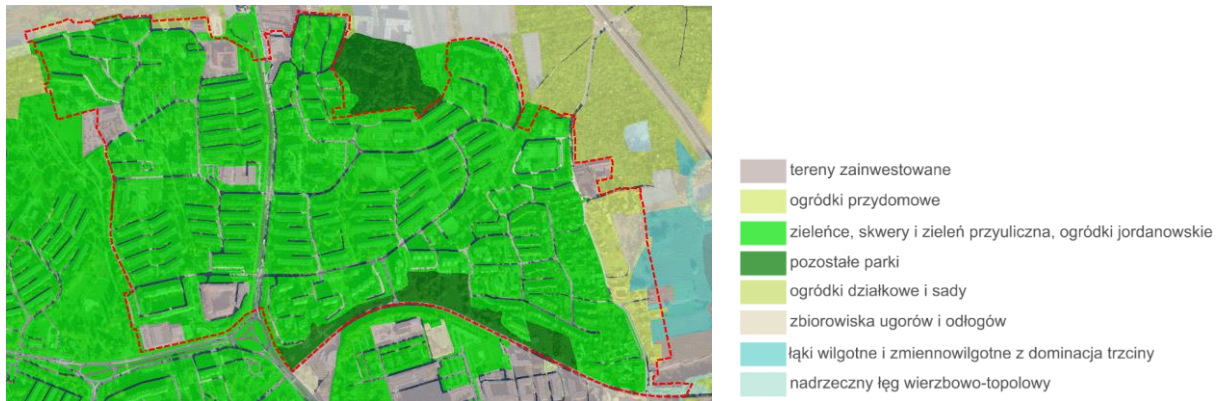 tereny zainwestowane
ogródki przydomowe
zieleńce, skwery i zieleń przyuliczna, ogródki jordanowskie
pozostałe parki
ogródki działkowe i sady
zbiorowiska ugorów i odłogów
łąki wilgotne i zmiennowilgotne z dominacja trzciny
nadrzeczny łęg wierzbowo-topolowy